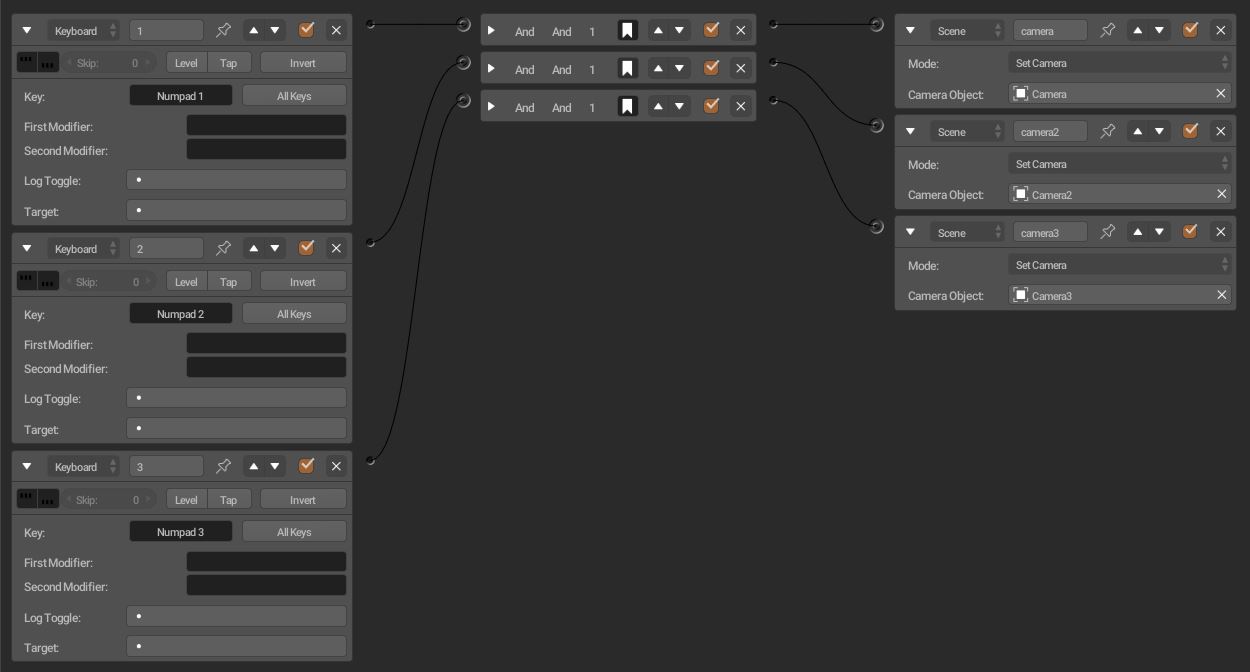 Keyboard 1
Skip: 0 Level Tap Invert
Key: Numpad 1 All Keys
First Modifier:
Second Modifier:
Log Toggle:
Target:
Keyboard 2
Skip: 0 Level Tap Invert
Key: Numpad 2 All Keys
First Modifier:
Second Modifier:
Log Toggle:
Target:
Keyboard 3
Skip: 0 Level Tap Invert
Key: Numpad 3 All Keys
First Modifier:
Second Modifier:
Log Toggle:
Target:
And And 1
And And 1
And And 1
Scene camera
Mode: Set Camera
Camera Object: Camera
Scene camera2
Mode: Set Camera
Camera Object: Camera2
Scene camera3
Mode: Set Camera
Camera Object: Camera3